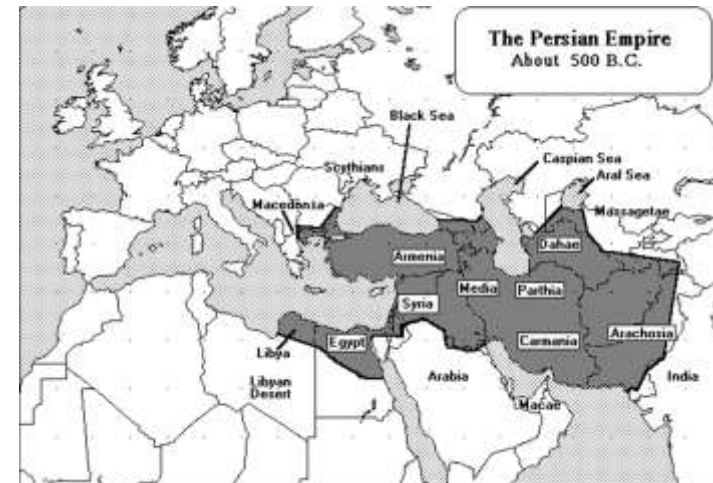 The Persian Empire
About 500 B.C.
Black Sea
Scythians
Caspian Sea
Aral Sea
Macedonia
Massagetae
Dahae
Armenia
Media
Parthia
Syria
Libya
Egypt
Carmania
Arachosia
Libyan
Desert
Arabia
India
Macae